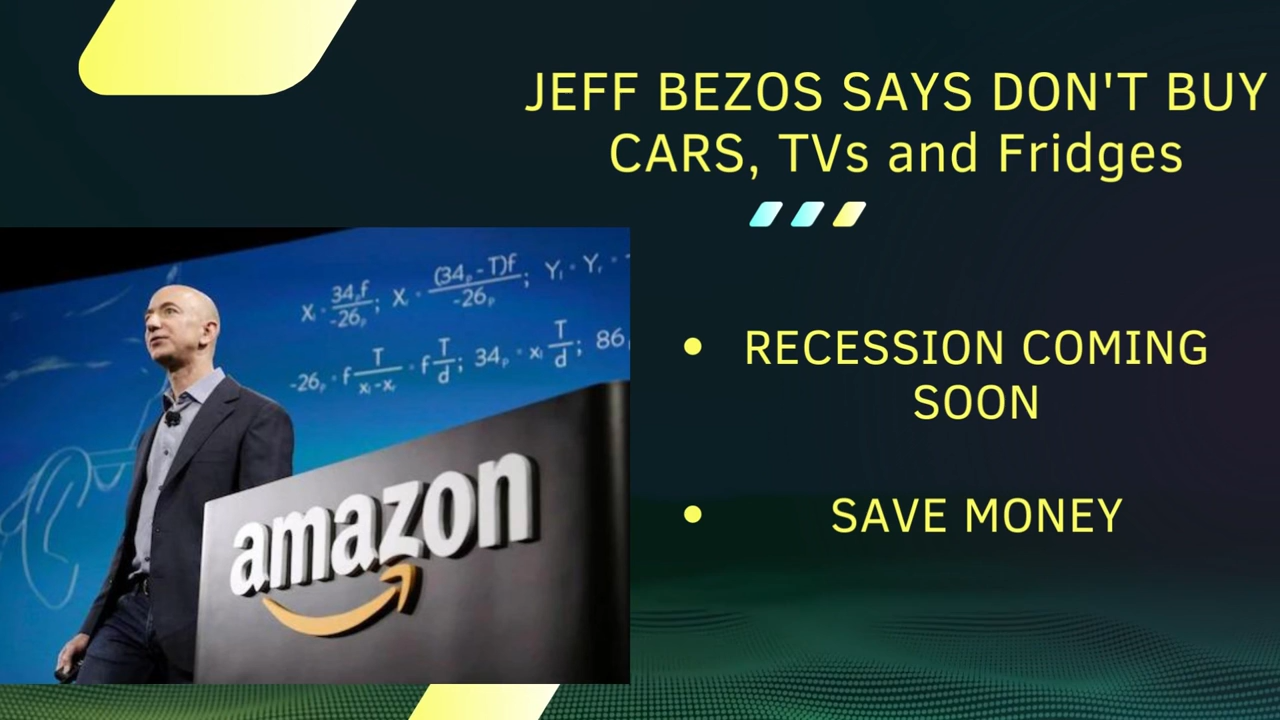 JEFF BEZOS SAYS DON'T BUY
CARS, TVs and Fridges
RECESSION COMING
SOON
SAVE MONEY
amazon